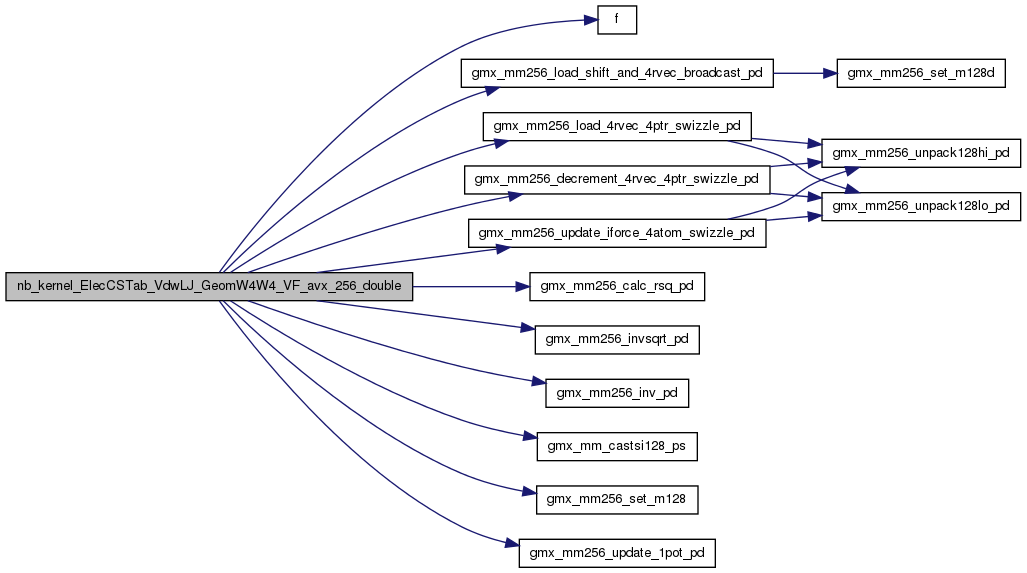 f
gmx_mm256_load_shift_and_4rvec_broadcast_pd
gmx_mm256_set_m128d
gmx_mm256_load_4rvec_4ptr_swizzle_pd
gmx_mm256_unpack128hi_pd
gmx_mm256_decrement_4rvec_4ptr_swizzle_pd
gmx_mm256_unpack128lo_pd
gmx_mm256_update_iforce_4atom_swizzle_pd
nb_kernel_ElecCSTab_VdwLJ_GeomW4W4_VF_avx_256_double
gmx_mm256_calc_rsq_pd
gmx_mm256_invsqrt_pd
gmx_mm256_inv_pd
gmx_mm_castsi128_ps
gmx_mm256_set_m128
gmx_mm256_update_1pot_pd